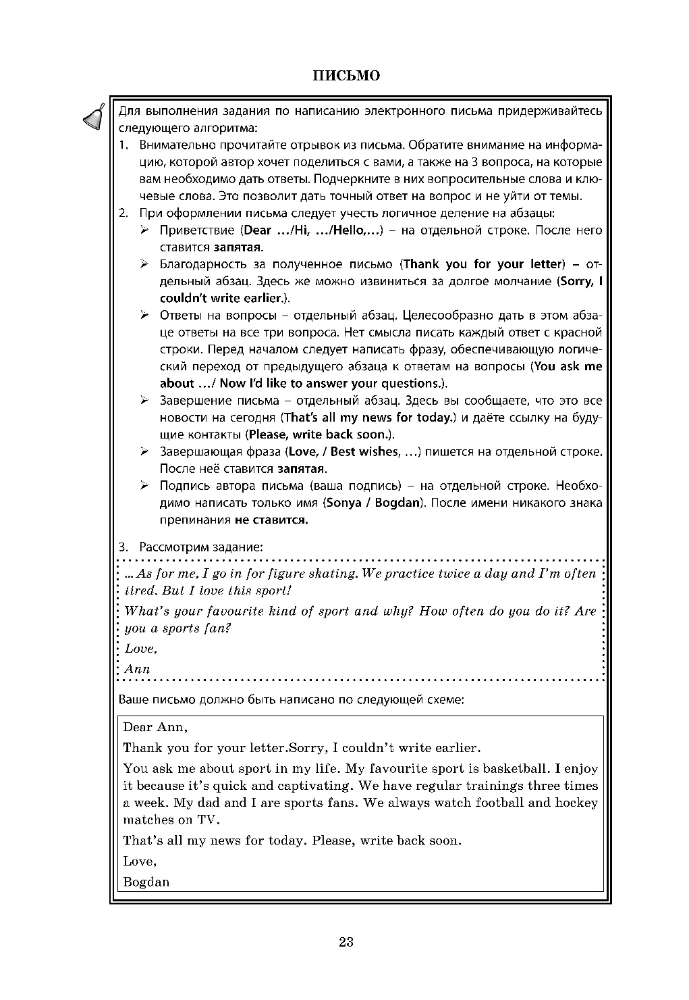 ПИСЬМО
Для выполнения задания по написанию электронного письма придерживайтесь
следующего алгоритма:
1. Внимательно прочитайте отрывок из письма. Обратите внимание на информа-
цию, которой автор хочет поделиться с вами, а также на 3 вопроса, на которые
вам необходимо дать ответы. Подчеркните в них вопросительные слова и клю-
чевые слова. Это позволит дать точный ответ на вопрос и не уйти от темы.
2. При оформлении письма следует учесть логичное деление на абзацы:
➢ Приветствие (Dear …/Hi, …/Hello,…) – на отдельной строке. После него
ставится запятая.
➢ Благодарность за полученное письмо (Thank you for your letter) – от-
дельный абзац. Здесь же можно извиниться за долгое молчание (Sorry, I
couldn’t write earlier.).
➢ Ответы на вопросы – отдельный абзац. Целесообразно дать в этом абза-
це ответы на все три вопроса. Нет смысла писать каждый ответ с красной
строки. Перед началом следует написать фразу, обеспечивающую логиче-
ский переход от предыдущего абзаца к ответам на вопросы (You ask me
about …/ Now I’d like to answer your questions.).
➢ Завершение письма – отдельный абзац. Здесь вы сообщаете, что это все
новости на сегодня (That’s all my news for today.) и даёте ссылку на буду-
щие контакты (Please, write back soon.).
➢ Завершающая фраза (Love, / Best wishes, …) пишется на отдельной строке.
После неё ставится запятая.
➢ Подпись автора письма (ваша подпись) – на отдельной строке. Необхо-
димо написать только имя (Sonya / Bogdan). После имени никакого знака
препинания не ставится.
3. Рассмотрим задание:
... As for me, I go in for figure skating. We practice twice a day and I’m often
tired. But I love this sport!
What’s your favourite kind of sport and why? How often do you do it? Are
you a sports fan?
Love,
Ann
Ваше письмо должно быть написано по следующей схеме:
Dear Ann,
Thank you for your letter.Sorry, I couldn’t write earlier.
You ask me about sport in my life. My favourite sport is basketball. I enjoy
it because it’s quick and captivating. We have regular trainings three times
a week. My dad and I are sports fans. We always watch football and hockey
matches on TV.
That’s all my news for today. Please, write back soon.
Love,
Bogdan
23